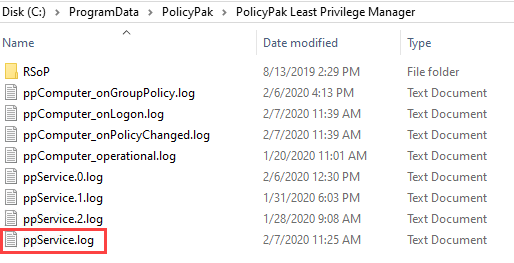 Disk (C:) > ProgramData > PolicyPak > PolicyPak Least Privilege Manager
Name Date modified Type
RSoP 8/13/2019 2:29 PM File folder
ppComputer_onGroupPolicy.log 2/6/2020 4:13 PM Text Document
ppComputer_onLogon.log 2/7/2020 11:39 AM Text Document
ppComputer_onPolicyChanged.log 2/7/2020 11:39 AM Text Document
ppComputer_operational.log 1/20/2020 11:01 AM Text Document
ppService.0.log 2/6/2020 12:30 PM Text Document
ppService.1.log 1/31/2020 6:03 PM Text Document
ppService.2.log 1/28/2020 9:08 AM Text Document
ppService.log 2/7/2020 11:25 AM Text Document